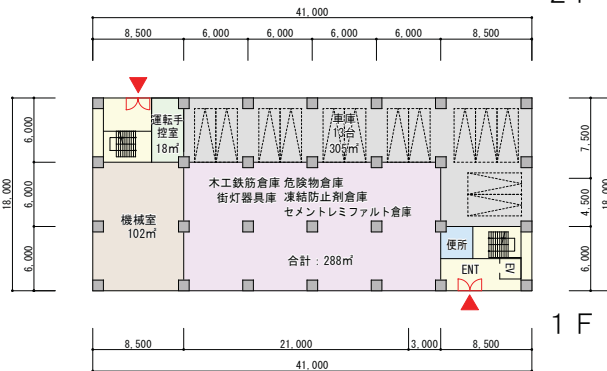 41,000
8,500 6,000 6,000 6,000 6,000 8,500
18,000
6,000
6,000
6,000
7,500
4,500
6,000
運転手
控室
18㎡
車庫
13台
305㎡
木工鉄筋倉庫 危険物倉庫
街灯器具庫 凍結防止剤倉庫
セメントレミファルト倉庫
機械室
102㎡
合計：288㎡
便所
ENT
EV
1F
8,500 21,000 3,000 8,500
41,000